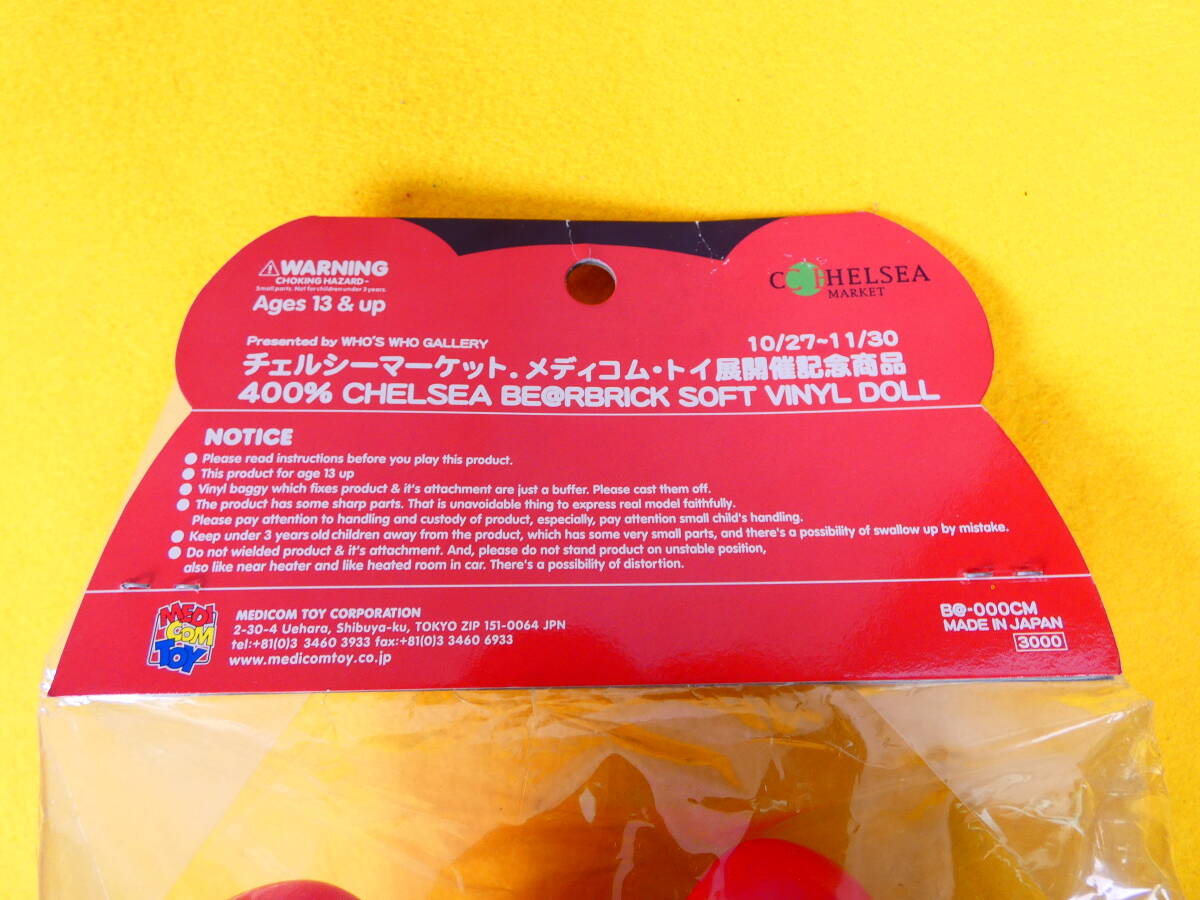 WARNING
CHOKING HAZARD-
Small parts. Not for children under 3 years.
Ages 13 & up
CHELSEA
MARKET
Presented by WHO'S WHO GALLERY
10/27~11/30
チェルシーマーケット.メディコム・トイ展開催記念商品
400% CHELSEA BE@RBRICK SOFT VINYL DOLL
NOTICE
● Please read instructions before you play this product.
● This product for age 13 up
● Vinyl baggy which fixes product & it's attachment are just a buffer. Please cast them off.
● The product has some sharp parts. That is unavoidable thing to express real model faithfully.
Please pay attention to handling and custody of product, especially, pay attention small child's handling.
● Keep under 3 years old children away from the product, which has some very small parts, and there's a possibility of swallow up by mistake.
● Do not wielded product & it's attachment. And, please do not stand product on unstable position,
also like near heater and like heated room in car. There's a possibility of distortion.
MEDI
COM
TOY
MEDICOM TOY CORPORATION
2-30-4 Uehara, Shibuya-ku, TOKYO ZIP 151-0064 JPN
tel:+81(0)3 3460 3933 fax:+81(0)3 3460 6933
www.medicomtoy.co.jp
B@-000CM
MADE IN JAPAN
3000